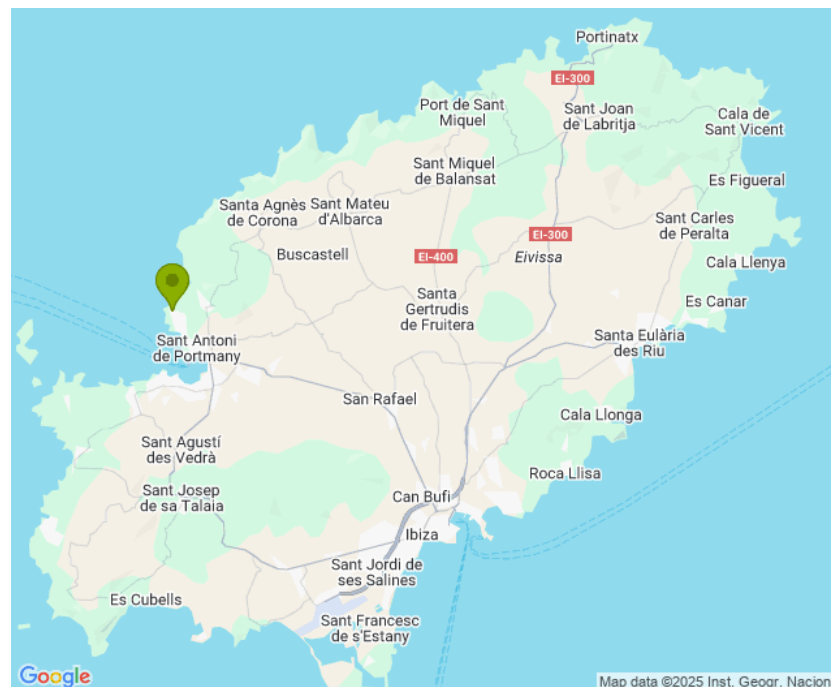 Portinatx
EI-300
Port de Sant
Miquel
Sant Joan
de Labritja
Cala de
Sant Vicent
Sant Miquel
de Balansat
Es Figueral
Santa Agnès
de Corona
Sant Mateu
d'Albarca
Sant Carles
de Peralta
EI-300
Buscastell
EI-400
Eivissa
Cala Llenya
Santa
Gertrudis
de Fruitera
Es Canar
Sant Antoni
de Portmany
Santa Eulària
des Riu
San Rafael
Cala Llonga
Sant Agustí
des Vedrà
Roca Llisa
Sant Josep
de sa Talaia
Can Bufi
Ibiza
Sant Jordi de
ses Salines
Es Cubells
Sant Francesc
de s'Estany
Google
Map data ©2025 Inst. Geogr. Nacion